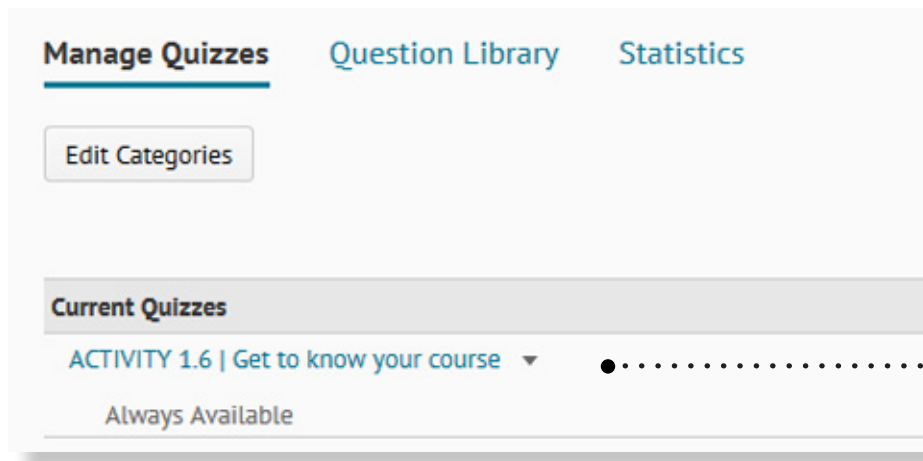 Manage Quizzes Question Library Statistics
Edit Categories
Current Quizzes
ACTIVITY 1.6 | Get to know your course
Always Available